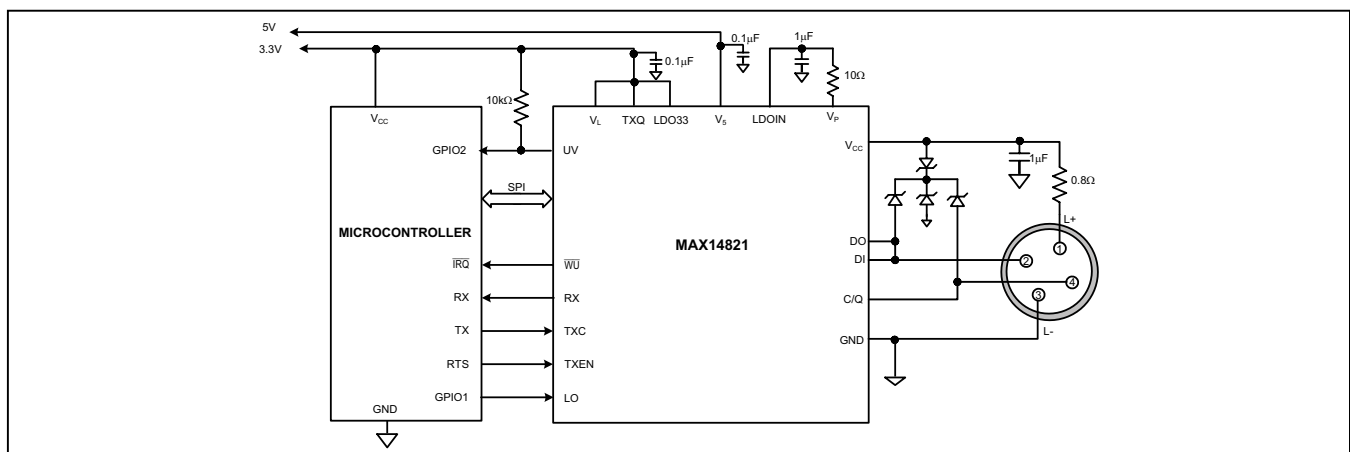 5V
3.3V
0.1µF
0.1µF
1µF
10Ω
10kΩ
VCC
VL TXQ LDO33 V5 LDOIN VP
GPIO2
UV
VCC
1µF
0.8Ω
SPI
L+
MICROCONTROLLER
MAX14821
DO
DI
1
2
IRQ
WU
4
RX
RX
C/Q
3
L-
TX
TXC
GND
RTS
TXEN
GPIO1
LO
GND